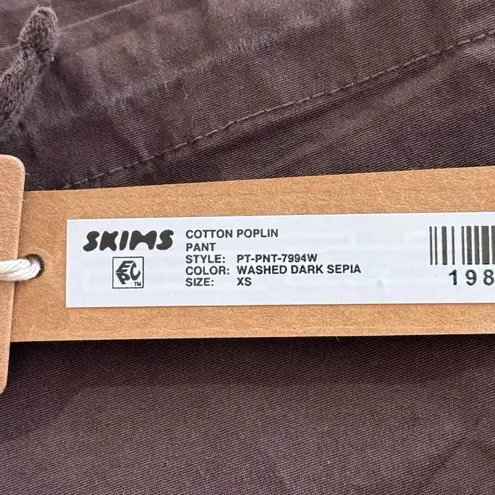 SKIMS
COTTON POPLIN
PANT
STYLE: PT-PNT-7994W
COLOR: WASHED DARK SEPIA
SIZE: XS
198